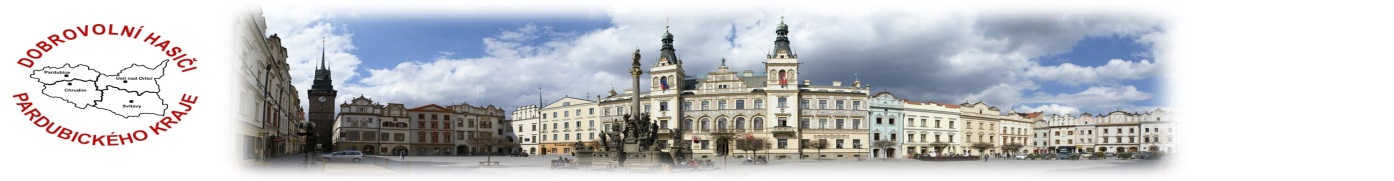 DOBROVOLNÍ HASIČI
Pardubice
Ústí nad Orlicí
Chrudim
Svitavy
PARDUBICKÉHO KRAJE